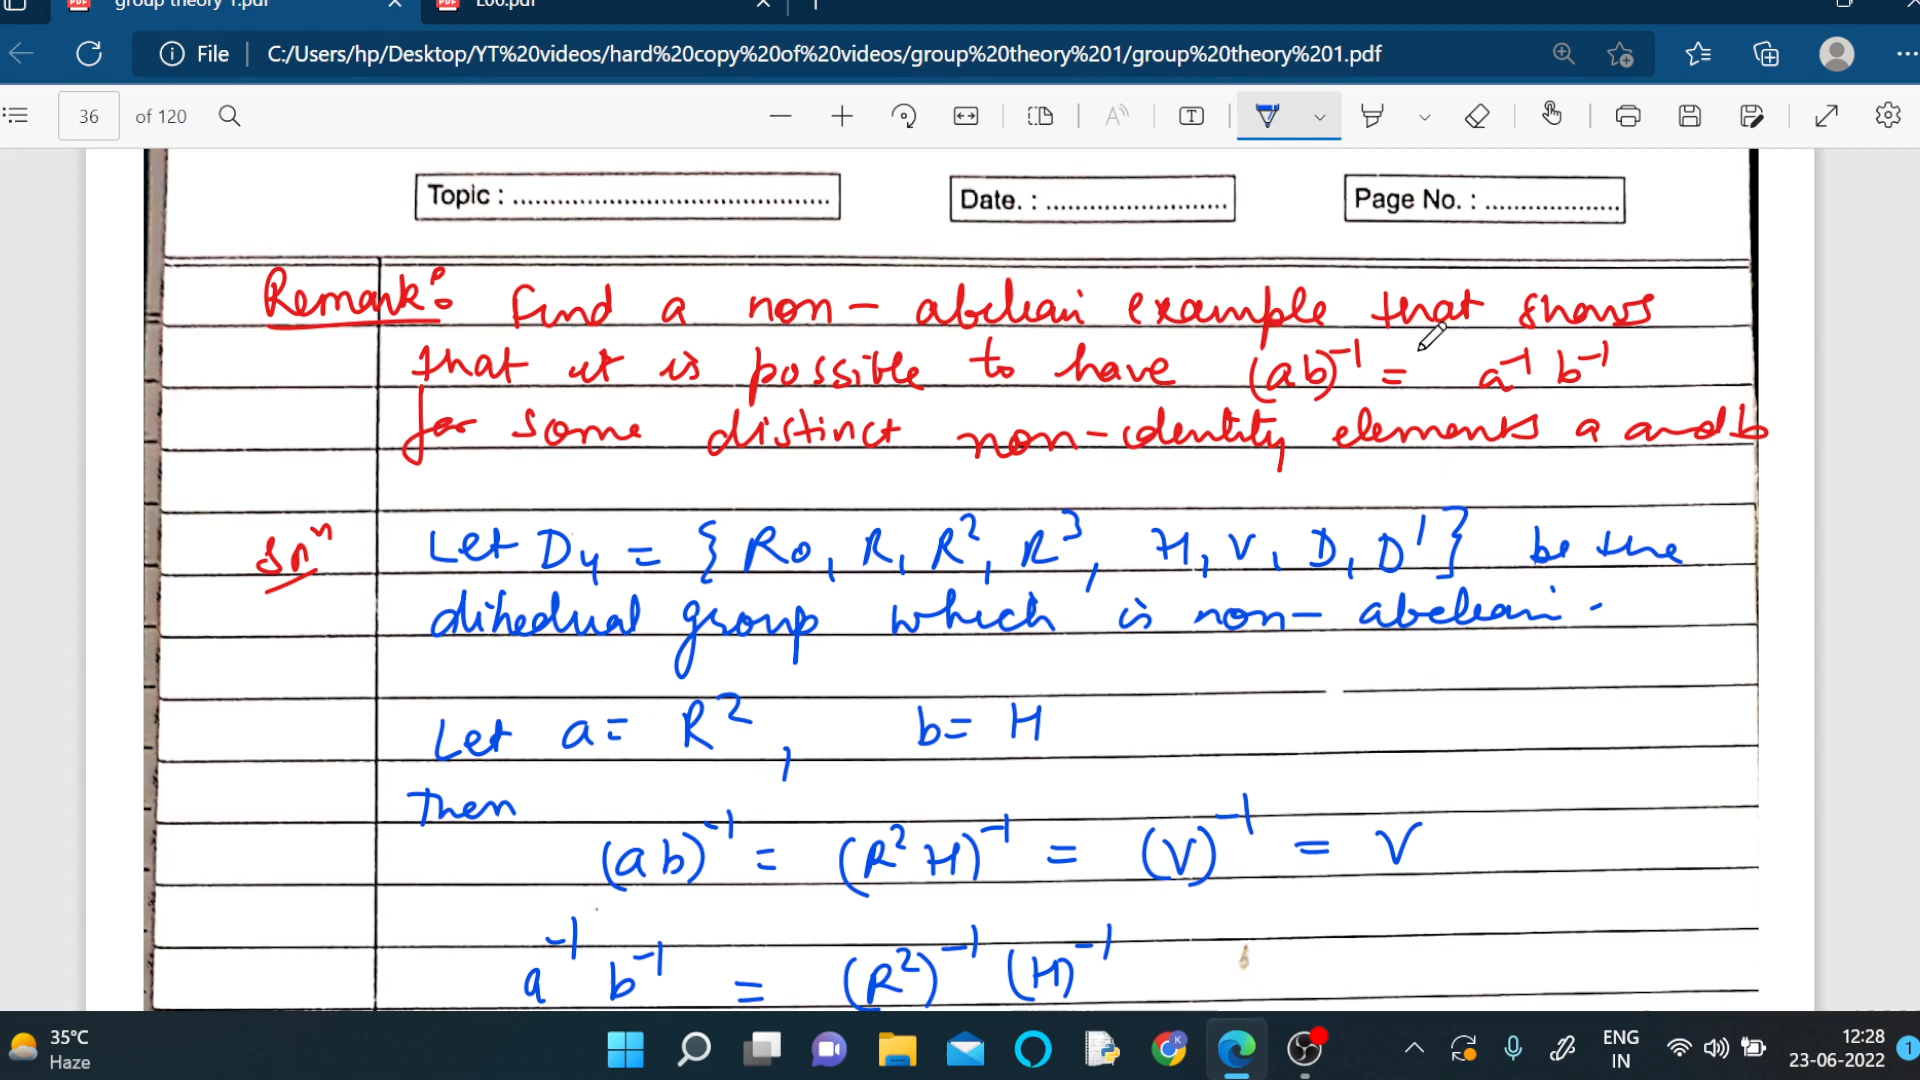 group theory 1.pdf
L06.pdf
File
C:/Users/hp/Desktop/YT%20videos/hard%20copy%20of%20videos/group%20theory%201/group%20theory%201.pdf
36 of 120
Topic : ........................................
Date. : ........................
Page No. : ..................
Remark: Find a non-abelian example that shows
that it is possible to have (ab)⁻¹ = a⁻¹ b⁻¹
for some distinct non-identity elements a and b
Solⁿ Let D₄ = { R₀, R, R², R³, H, V, D, D' } be the
dihedral group which is non-abelian.
Let a = R², b = H
Then
(ab)⁻¹ = (R² H)⁻¹ = (V)⁻¹ = V
a⁻¹ b⁻¹ = (R²)⁻¹ (H)⁻¹
35°C
Haze
ENG
IN
12:28
23-06-2022
1